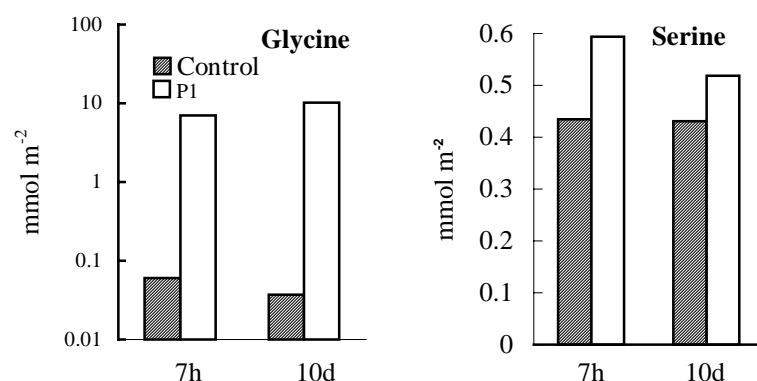 Glycine
Control
P1
mmol m-2
100
10
1
0.1
0.01
7h
10d
Serine
mmol m-2
0.6
0.5
0.4
0.3
0.2
0.1
0
7h
10d